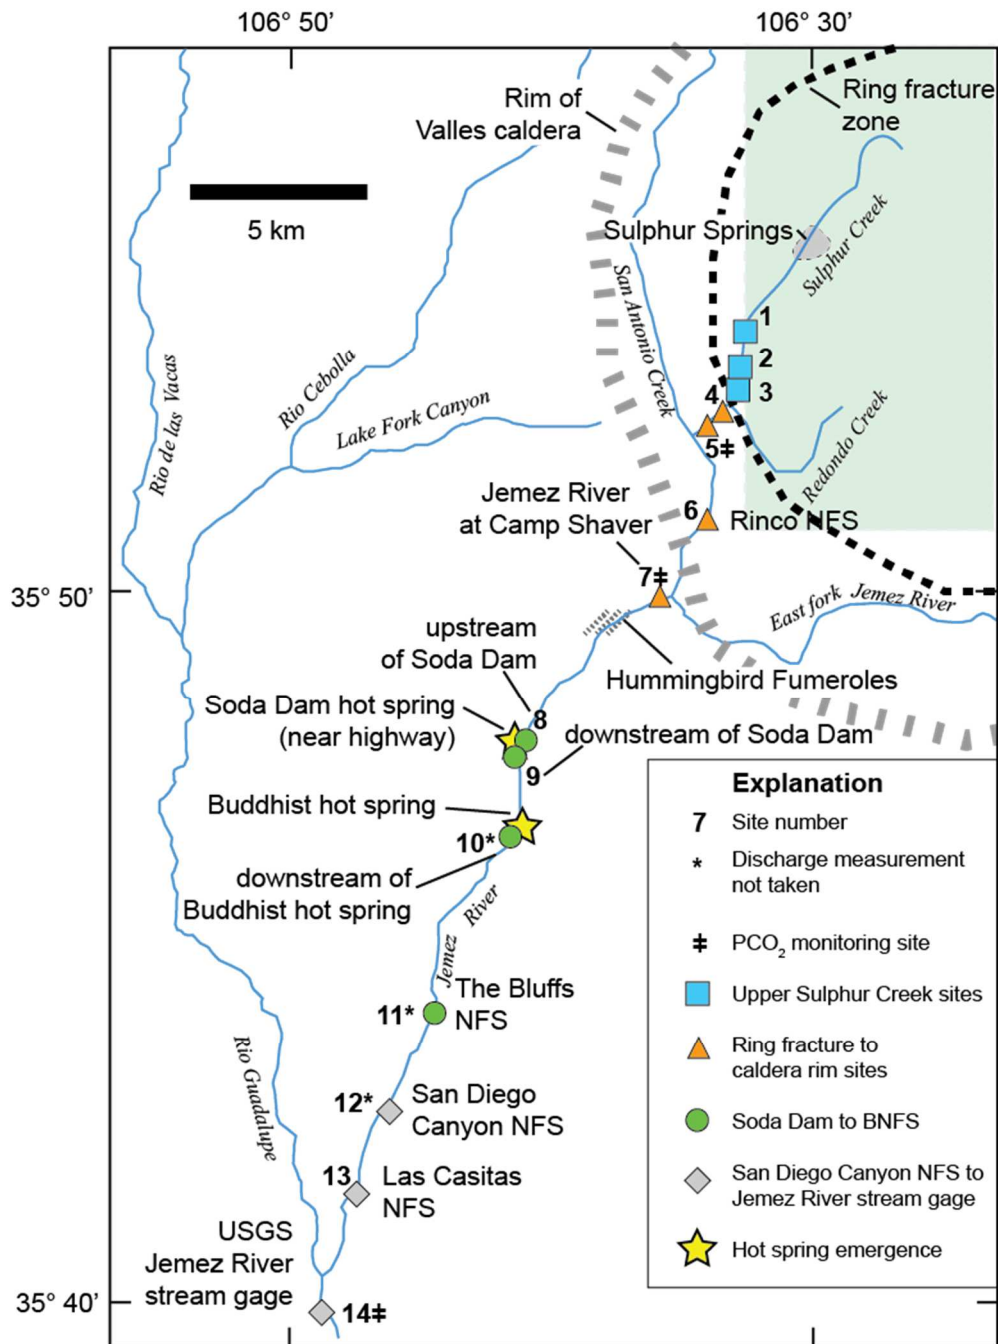 106° 50’
106° 30’
Ring fracture
zone
Rim of
Valles caldera
5 km
Sulphur Springs
Sulphur Creek
San Antonio Creek
1
2
3
4
5‡
Rio de las Vacas
Rio Cebolla
Lake Fork Canyon
Redondo Creek
Jemez River
at Camp Shaver
6
Rinco NFS
7‡
35° 50’
East fork Jemez River
upstream
of Soda Dam
Hummingbird Fumeroles
Soda Dam hot spring
(near highway)
8
downstream of Soda Dam
9
Buddhist hot spring
10*
downstream of
Buddhist hot spring
Jemez River
The Bluffs
NFS
11*
Rio Guadalupe
12*
San Diego
Canyon NFS
13
Las Casitas
NFS
USGS
Jemez River
stream gage
35° 40’
14‡
Explanation
7 Site number
* Discharge measurement
not taken
‡ PCO₂ monitoring site
Upper Sulphur Creek sites
Ring fracture to
caldera rim sites
Soda Dam to BNFS
San Diego Canyon NFS to
Jemez River stream gage
Hot spring emergence